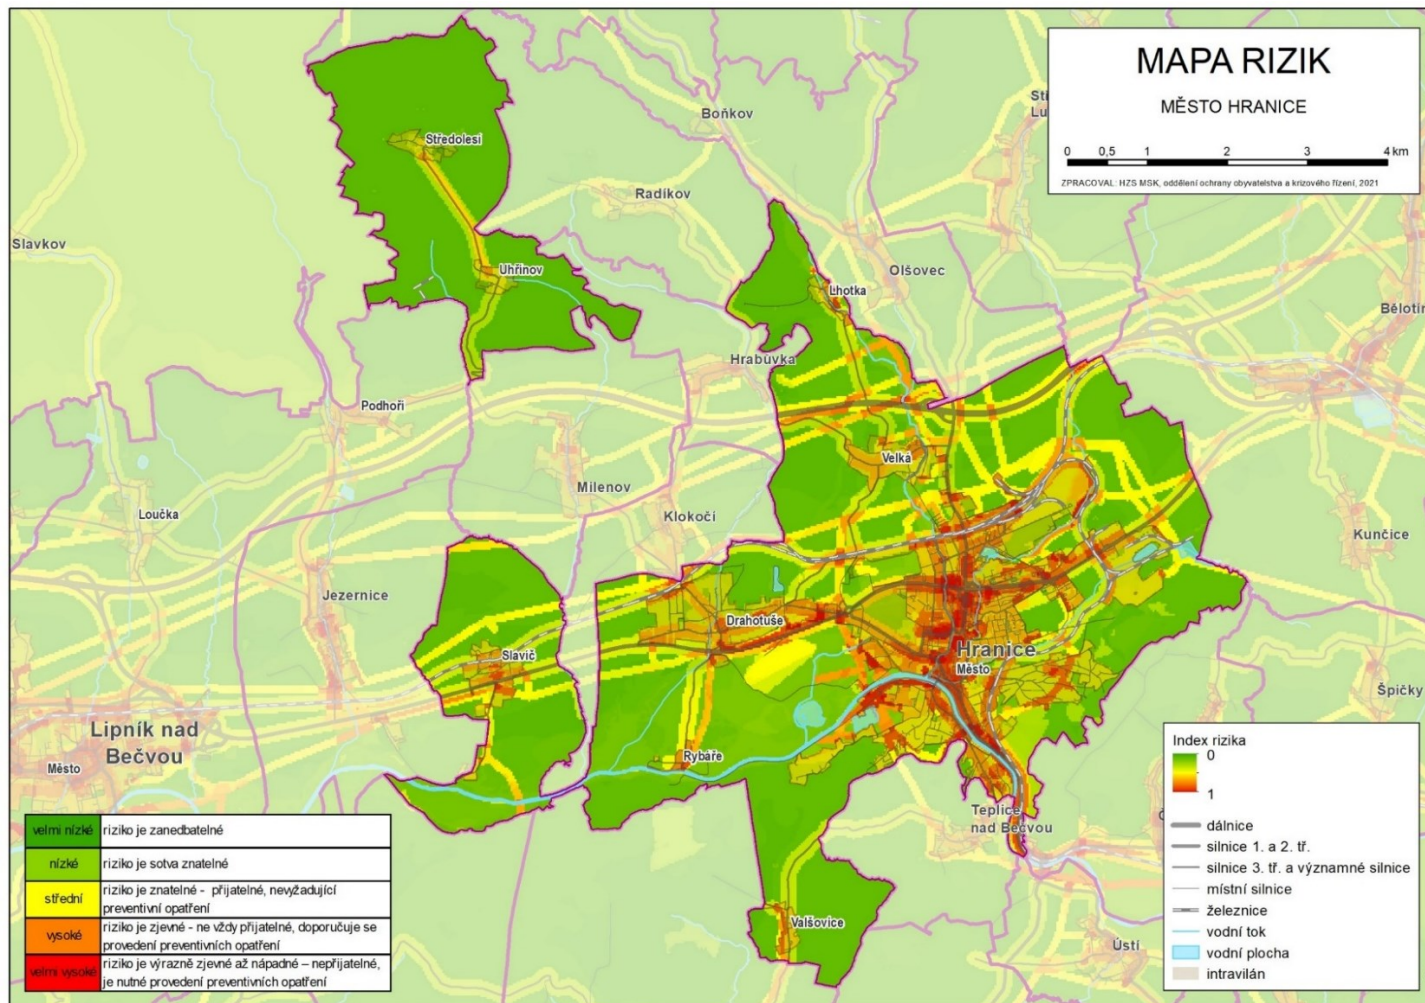 MAPA RIZIK
MĚSTO HRANICE
0 0,5 1 2 3 4 km
ZPRACOVAL: HZS MSK, oddělení ochrany obyvatelstva a krizového řízení, 2021
Boňkov
Středolesí
Radíkov
Slavkov
Uhřinov
Olšovec
Lhotka
Bělotín
Hrabůvka
Podhoří
Velká
Milenov
Loučka
Klokočí
Kunčice
Jezernice
Drahotuše
Slavíč
Hranice
Město
Špičky
Lipník nad
Bečvou
Město
Rybáře
Teplice
nad Bečvou
Valšovice
Ústí
Index rizika
0
1
dálnice
silnice 1. a 2. tř.
silnice 3. tř. a významné silnice
místní silnice
železnice
vodní tok
vodní plocha
intravilán
velmi nízké riziko je zanedbatelné
nízké riziko je sotva znatelné
střední riziko je znatelné - přijatelné, nevyžadující
preventivní opatření
vysoké riziko je zjevné - ne vždy přijatelné, doporučuje se
provedení preventivních opatření
velmi vysoké riziko je výrazně zjevné až nápadné – nepřijatelné,
je nutné provedení preventivních opatření